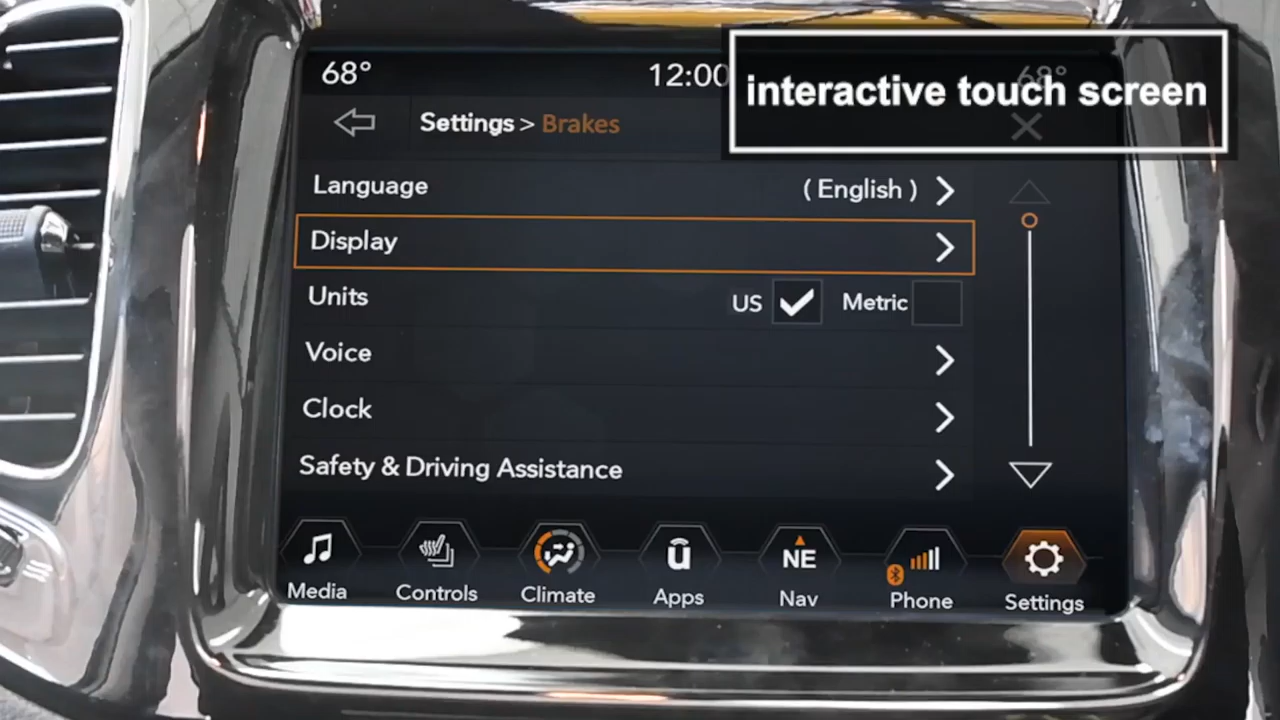 68° 12:00 68°
interactive touch screen
Settings > Brakes
Language ( English )
Display
Units US Metric
Voice
Clock
Safety & Driving Assistance
NE
Media Controls Climate Apps Nav Phone Settings